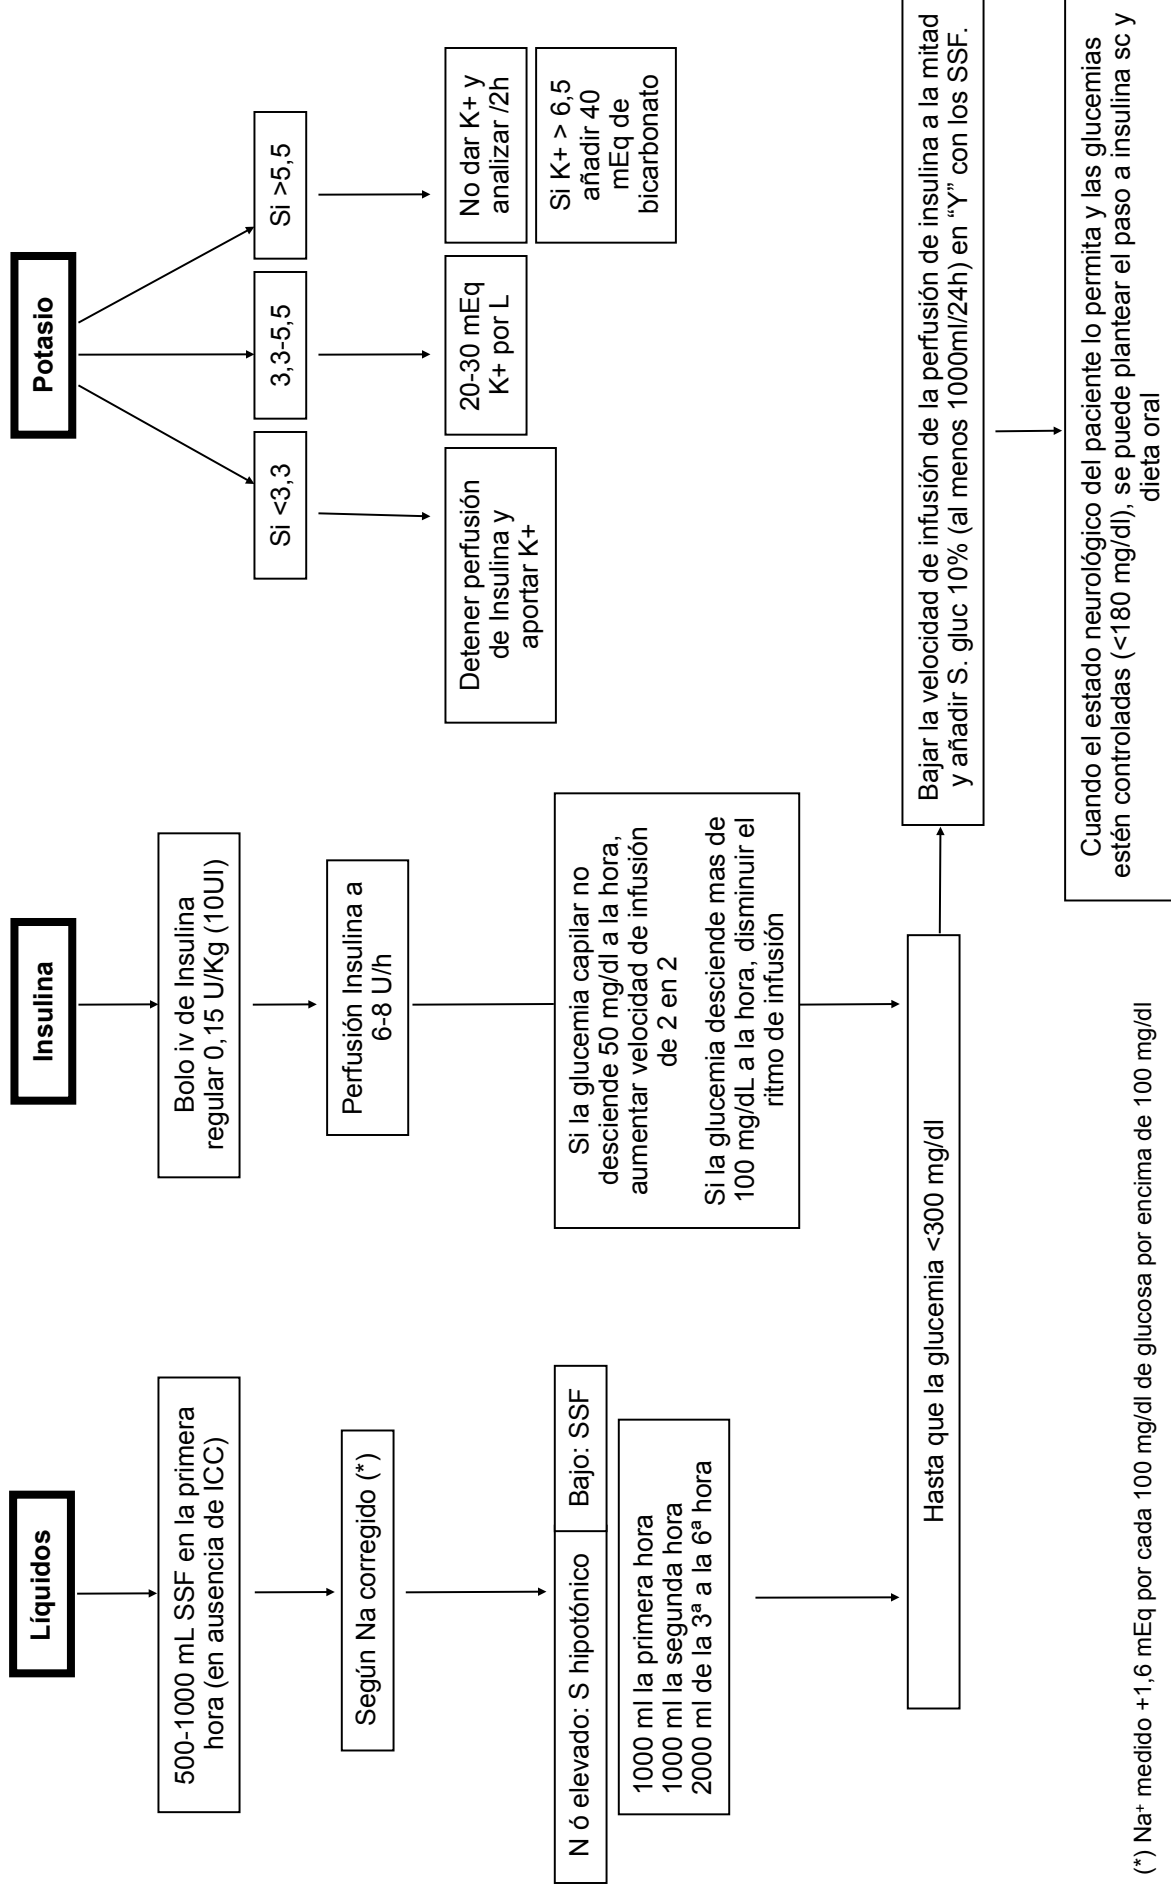 Líquidos
500-1000 mL SSF en la primera
hora (en ausencia de ICC)
Según Na corregido (*)
N ó elevado: S hipotónico
Bajo: SSF
1000 ml la primera hora
1000 ml la segunda hora
2000 ml de la 3ª a la 6ª hora
Insulina
Bolo iv de Insulina
regular 0,15 U/Kg (10UI)
Perfusión Insulina a
6-8 U/h
Si la glucemia capilar no
desciende 50 mg/dl a la hora,
aumentar velocidad de infusión
de 2 en 2
Si la glucemia desciende mas de
100 mg/dL a la hora, disminuir el
ritmo de infusión
Potasio
Si <3,3
3,3-5,5
Si >5,5
Detener perfusión
de Insulina y
aportar K+
20-30 mEq
K+ por L
No dar K+ y
analizar /2h
Si K+ > 6,5
añadir 40
mEq de
bicarbonato
Hasta que la glucemia <300 mg/dl
Bajar la velocidad de infusión de la perfusión de insulina a la mitad
y añadir S. gluc 10% (al menos 1000ml/24h) en “Y” con los SSF.
Cuando el estado neurológico del paciente lo permita y las glucemias
estén controladas (<180 mg/dl), se puede plantear el paso a insulina sc y
dieta oral
(*) Na⁺ medido +1,6 mEq por cada 100 mg/dl de glucosa por encima de 100 mg/dl